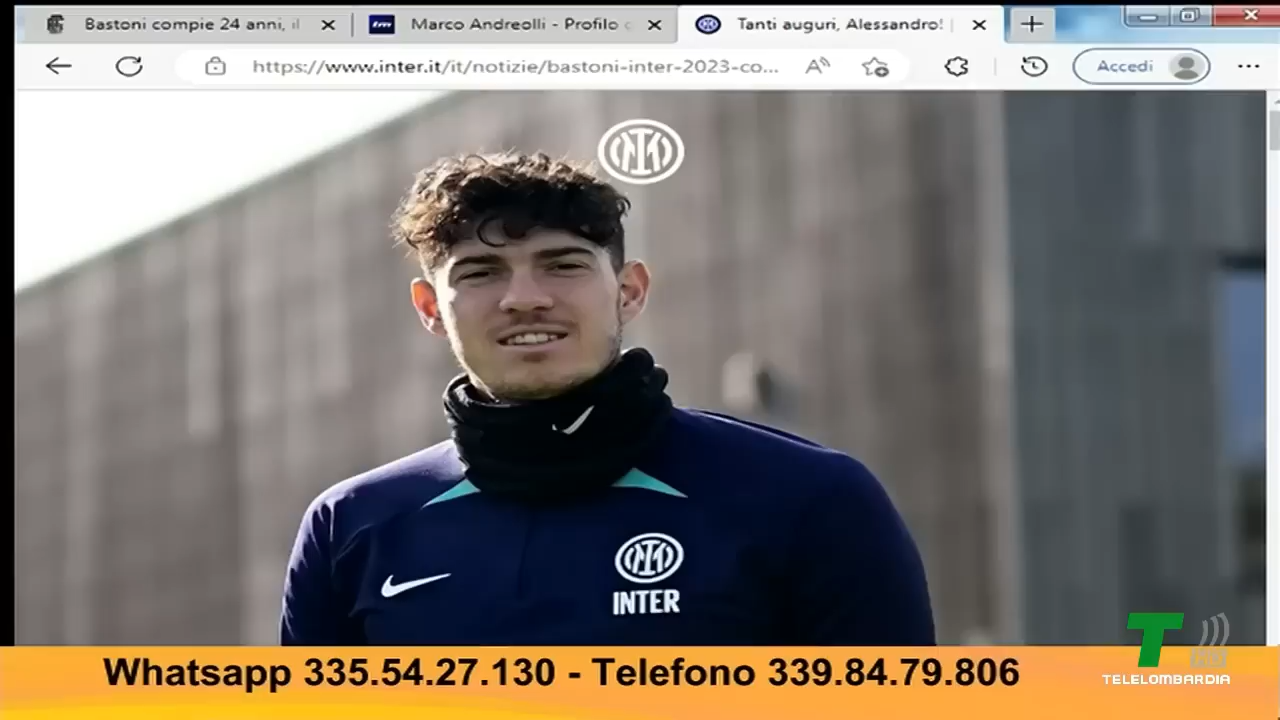 Bastoni compie 24 anni, il
Marco Andreolli - Profilo
Tanti auguri, Alessandro!
https://www.inter.it/it/notizie/bastoni-inter-2023-co...
Accedi
INTER
Whatsapp 335.54.27.130 - Telefono 339.84.79.806
T
TELELOMBARDIA